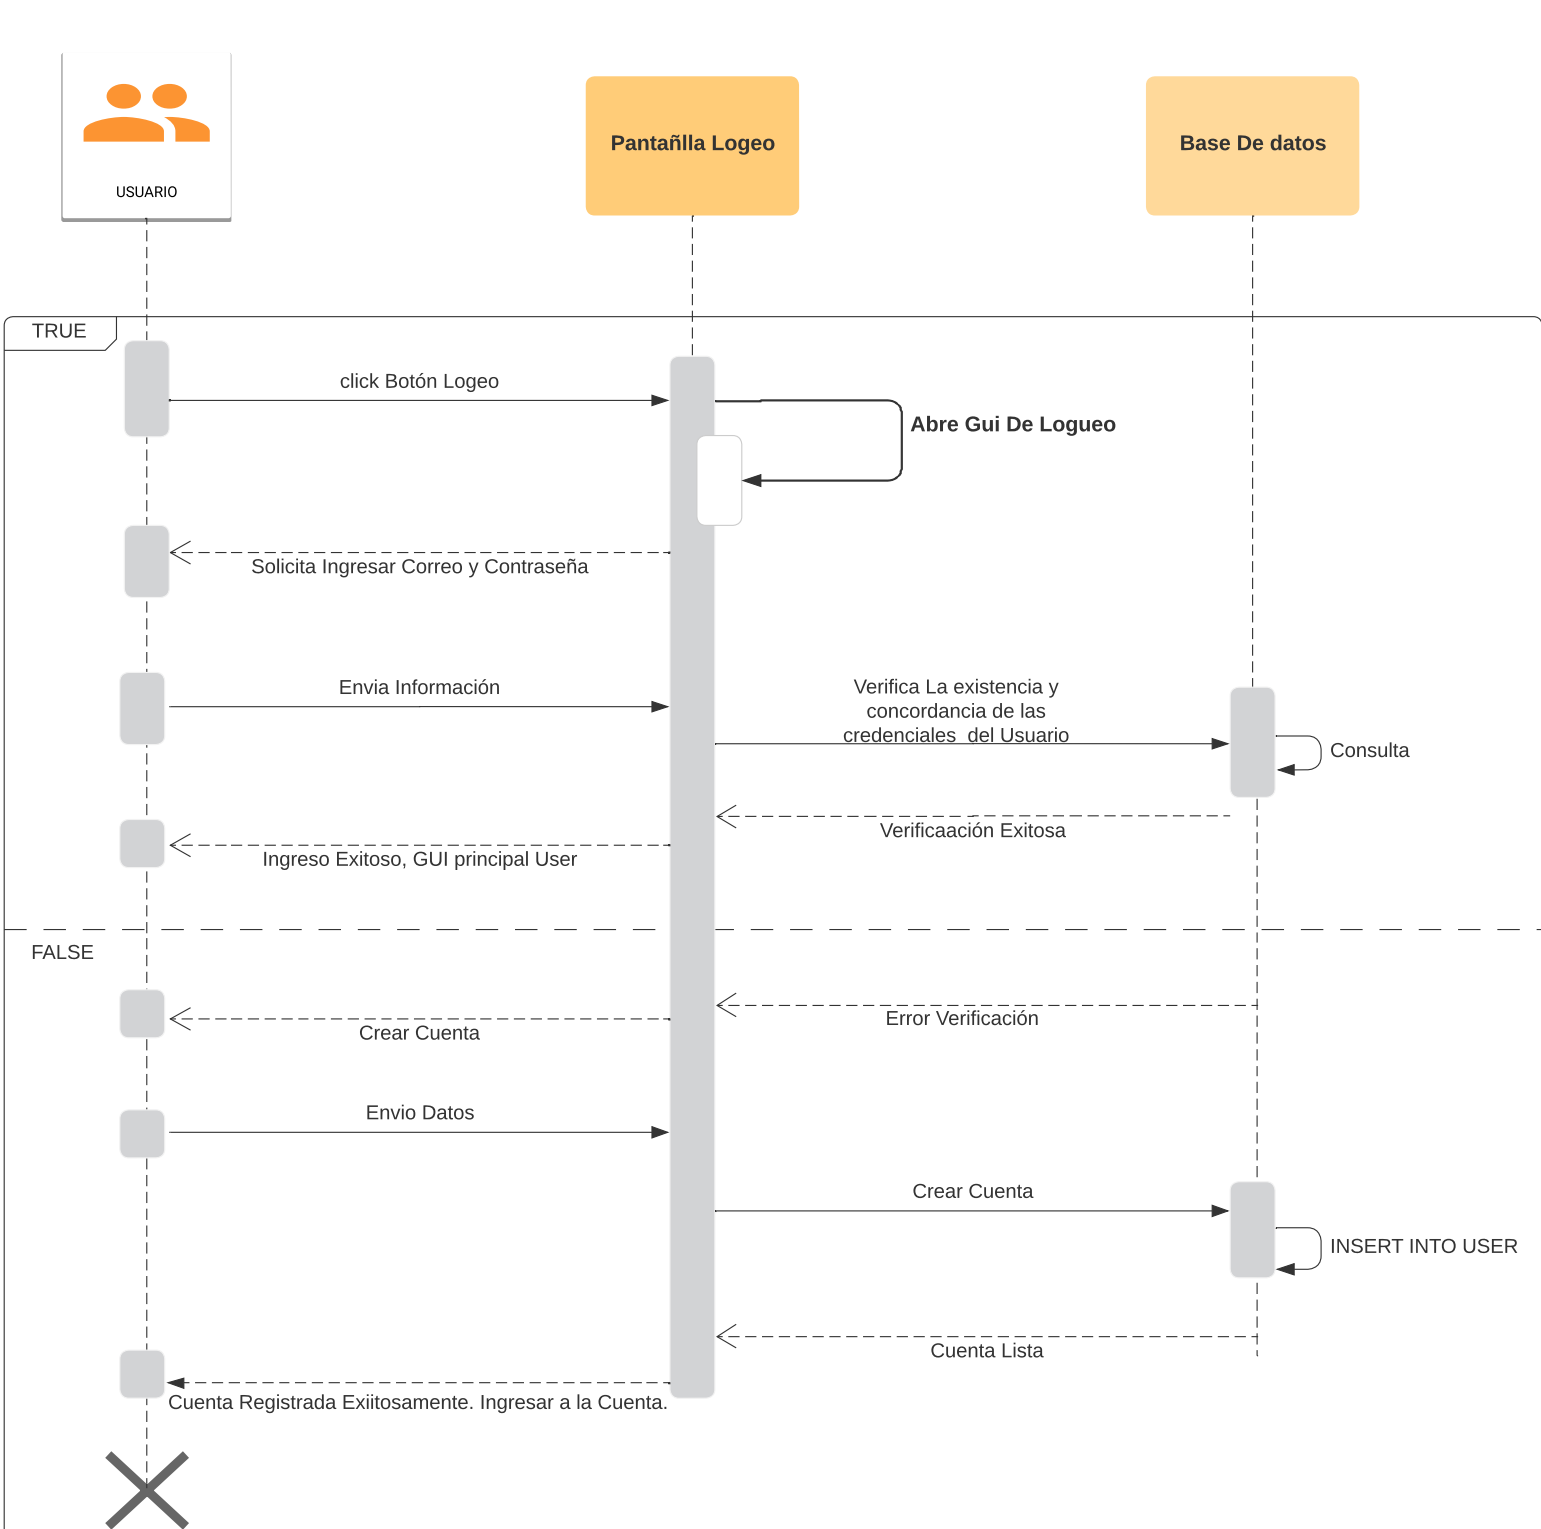 USUARIO
Pantañlla Logeo
Base De datos
TRUE
click Botón Logeo
Abre Gui De Logueo
Solicita Ingresar Correo y Contraseña
Envia Información
Verifica La existencia y
concordancia de las
credenciales  del Usuario
Consulta
Verificaación Exitosa
Ingreso Exitoso, GUI principal User
FALSE
Error Verificación
Crear Cuenta
Envio Datos
Crear Cuenta
INSERT INTO USER
Cuenta Lista
Cuenta Registrada Exiitosamente. Ingresar a la Cuenta.